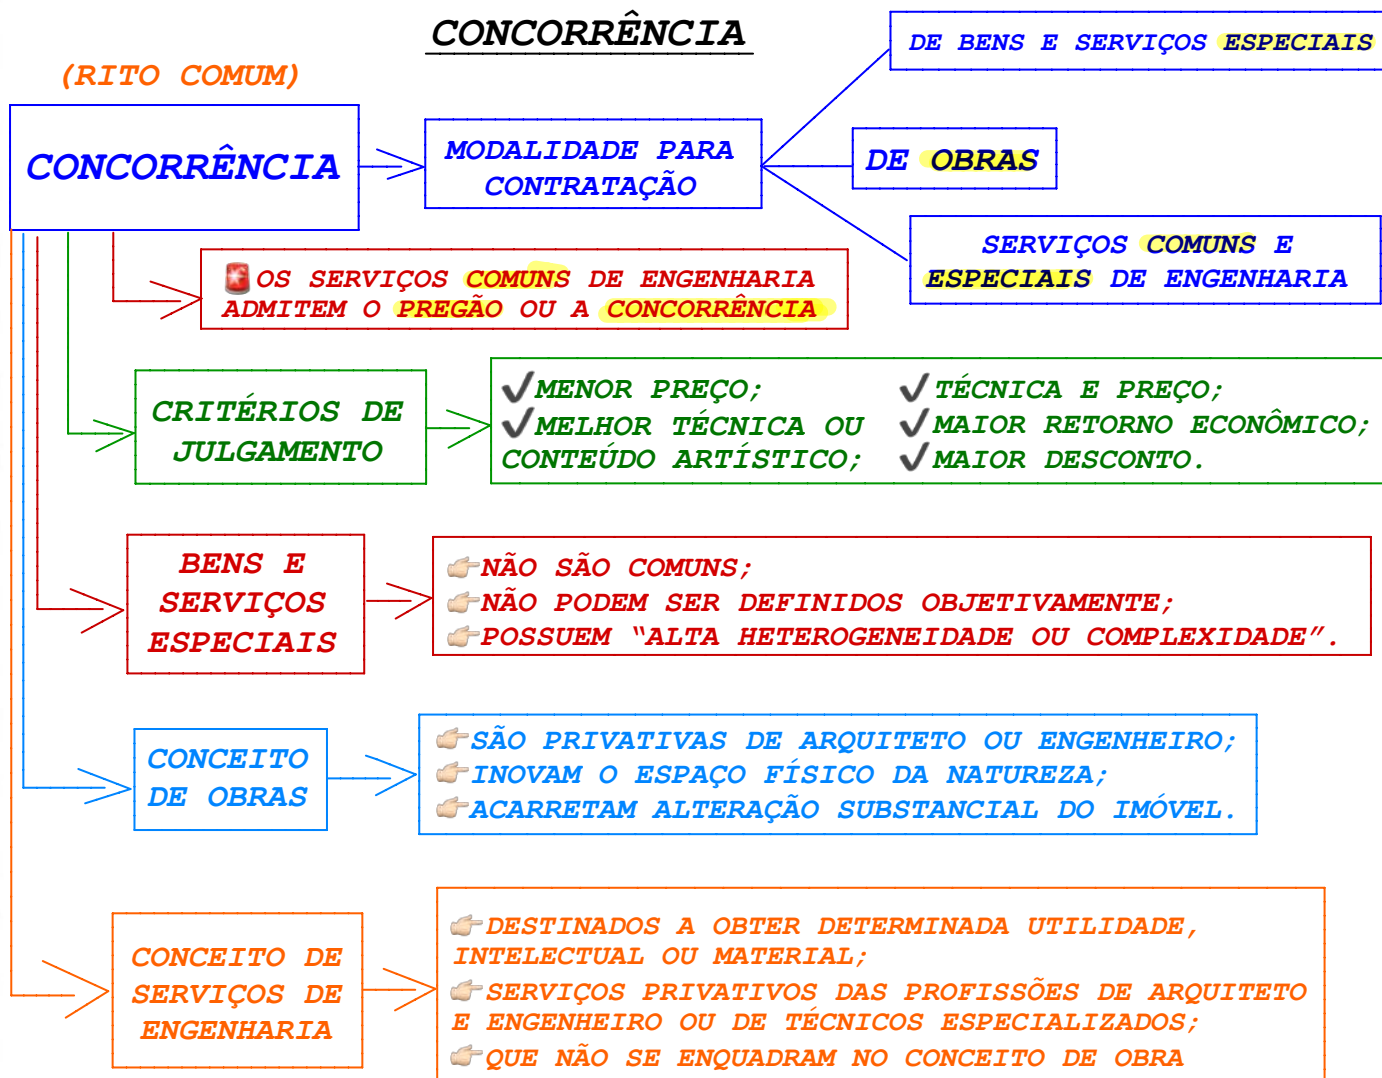 CONCORRÊNCIA
(RITO COMUM)
CONCORRÊNCIA
MODALIDADE PARA
CONTRATAÇÃO
DE BENS E SERVIÇOS ESPECIAIS
DE OBRAS
SERVIÇOS COMUNS E
ESPECIAIS DE ENGENHARIA
OS SERVIÇOS COMUNS DE ENGENHARIA
ADMITEM O PREGÃO OU A CONCORRÊNCIA
CRITÉRIOS DE
JULGAMENTO
MENOR PREÇO;
MELHOR TÉCNICA OU
CONTEÚDO ARTÍSTICO;
TÉCNICA E PREÇO;
MAIOR RETORNO ECONÔMICO;
MAIOR DESCONTO.
BENS E
SERVIÇOS
ESPECIAIS
NÃO SÃO COMUNS;
NÃO PODEM SER DEFINIDOS OBJETIVAMENTE;
POSSUEM “ALTA HETEROGENEIDADE OU COMPLEXIDADE”.
CONCEITO
DE OBRAS
SÃO PRIVATIVAS DE ARQUITETO OU ENGENHEIRO;
INOVAM O ESPAÇO FÍSICO DA NATUREZA;
ACARRETAM ALTERAÇÃO SUBSTANCIAL DO IMÓVEL.
CONCEITO DE
SERVIÇOS DE
ENGENHARIA
DESTINADOS A OBTER DETERMINADA UTILIDADE,
INTELECTUAL OU MATERIAL;
SERVIÇOS PRIVATIVOS DAS PROFISSÕES DE ARQUITETO
E ENGENHEIRO OU DE TÉCNICOS ESPECIALIZADOS;
QUE NÃO SE ENQUADRAM NO CONCEITO DE OBRA